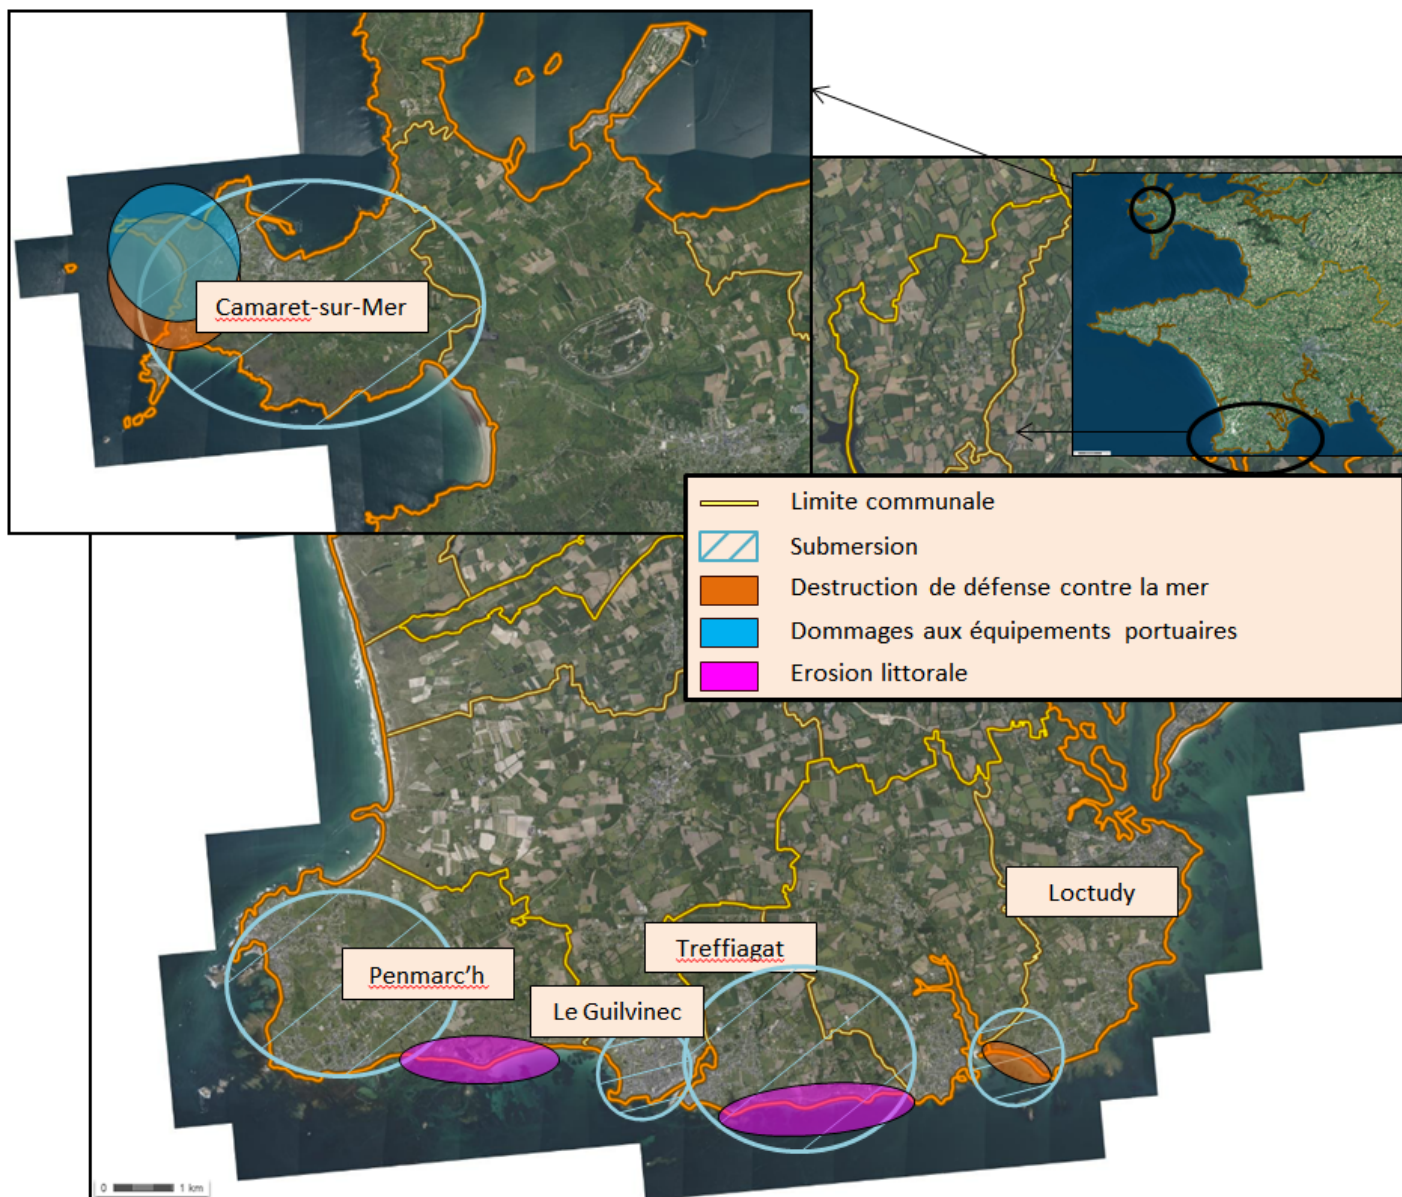 Camaret-sur-Mer
Limite communale
Submersion
Destruction de défense contre la mer
Dommages aux équipements portuaires
Erosion littorale
Loctudy
Treffiagat
Penmarc'h
Le Guilvinec
0 1 km